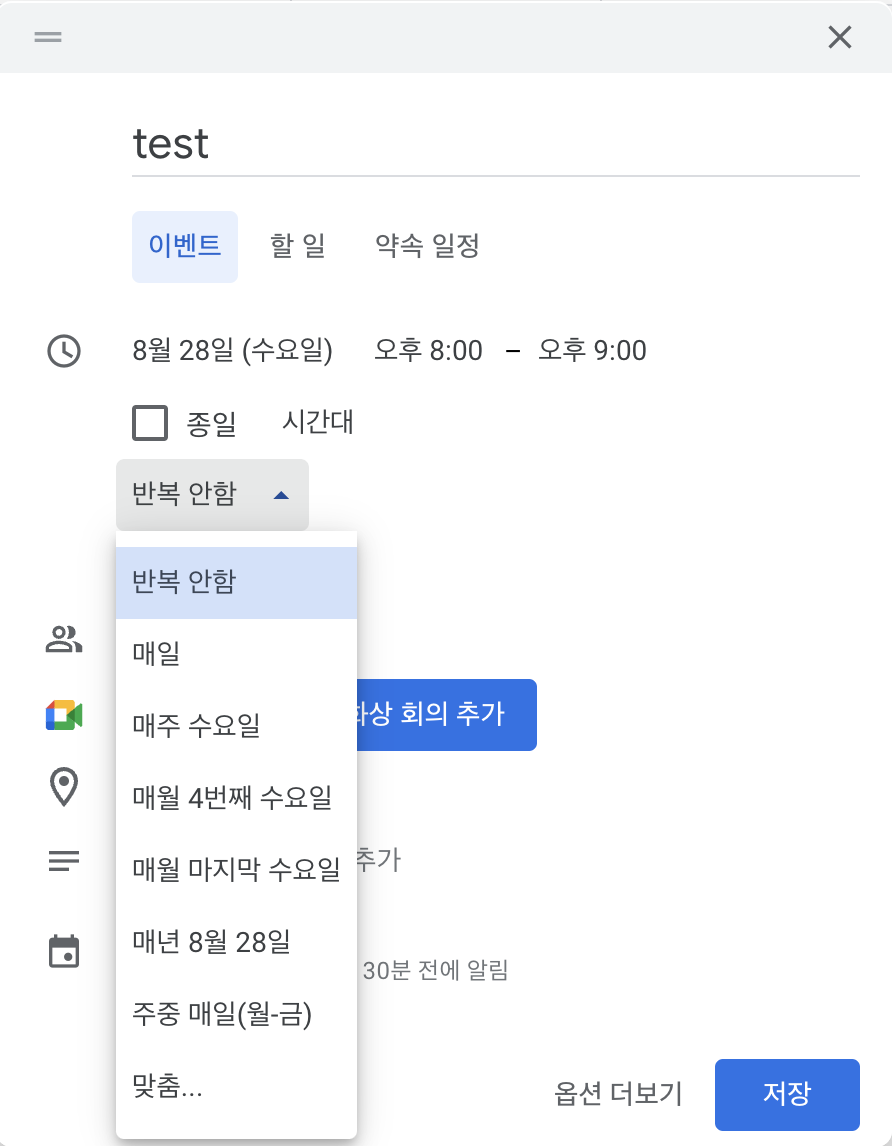 test
이벤트 할 일 약속 일정
8월 28일 (수요일) 오후 8:00 – 오후 9:00
종일 시간대
반복 안함
반복 안함
매일
매주 수요일
화상 회의 추가
매월 4번째 수요일
매월 마지막 수요일
추가
매년 8월 28일
30분 전에 알림
주중 매일(월-금)
맞춤...
옵션 더보기 저장